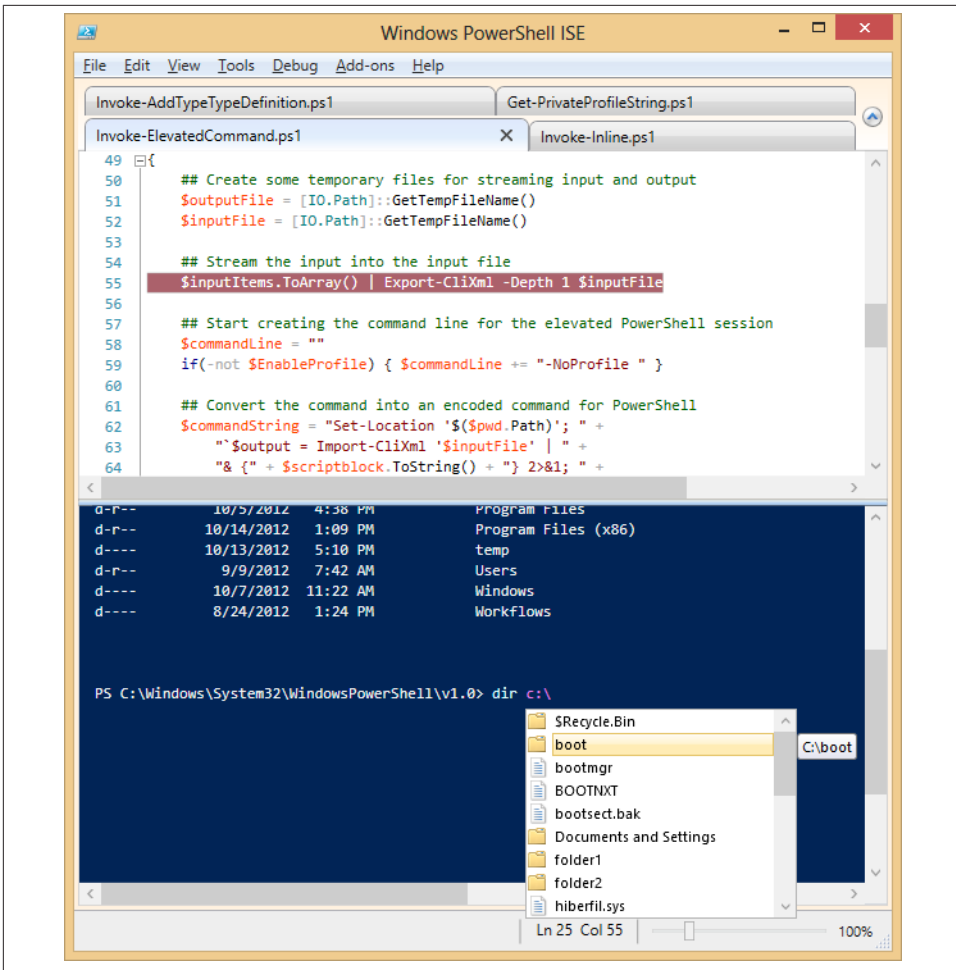 Windows PowerShell ISE
File Edit View Tools Debug Add-ons Help
Invoke-AddTypeTypeDefinition.ps1 Get-PrivateProfileString.ps1
Invoke-ElevatedCommand.ps1 Invoke-Inline.ps1
49 {
50 ## Create some temporary files for streaming input and output
51 $outputFile = [IO.Path]::GetTempFileName()
52 $inputFile = [IO.Path]::GetTempFileName()
53
54 ## Stream the input into the input file
55 $inputItems.ToArray() | Export-CliXml -Depth 1 $inputFile
56
57 ## Start creating the command line for the elevated PowerShell session
58 $commandLine = ""
59 if(-not $EnableProfile) { $commandLine += "-NoProfile " }
60
61 ## Convert the command into an encoded command for PowerShell
62 $commandString = "Set-Location '$($pwd.Path)'; " +
63 "`$output = Import-CliXml '$inputFile' | " +
64 "& {" + $scriptblock.ToString() + "} 2>&1; " +
d-r-- 10/5/2012 4:38 PM Program Files
d-r-- 10/14/2012 1:09 PM Program Files (x86)
d---- 10/13/2012 5:10 PM temp
d-r-- 9/9/2012 7:42 AM Users
d---- 10/7/2012 11:22 AM Windows
d---- 8/24/2012 1:24 PM Workflows
PS C:\Windows\System32\WindowsPowerShell\v1.0> dir c:\
$Recycle.Bin
boot C:\boot
bootmgr
BOOTNXT
bootsect.bak
Documents and Settings
folder1
folder2
hiberfil.sys
Ln 25 Col 55 100%